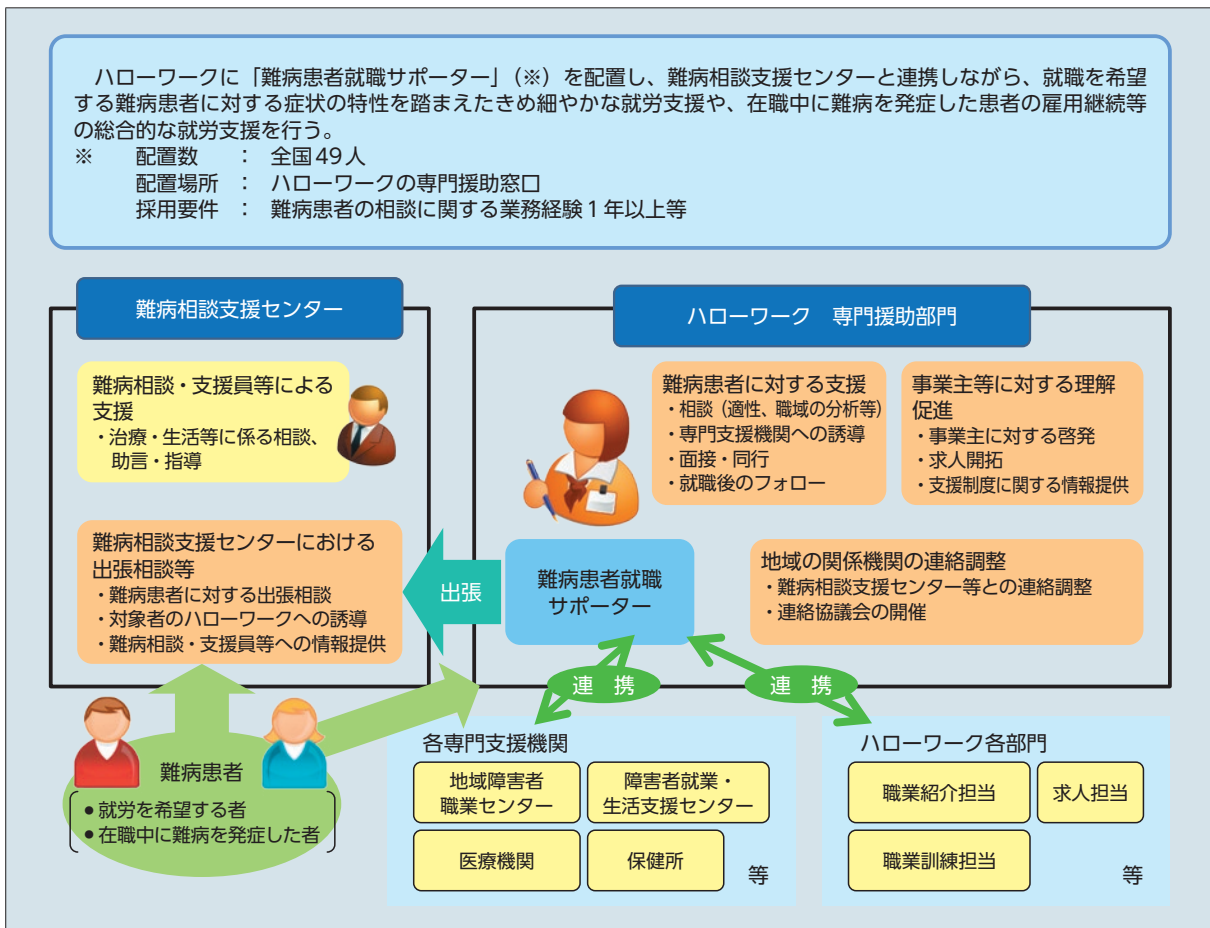 ハローワークに「難病患者就職サポーター」(※)を配置し、難病相談支援センターと連携しながら、就職を希望
する難病患者に対する症状の特性を踏まえたきめ細やかな就労支援や、在職中に難病を発症した患者の雇用継続等
の総合的な就労支援を行う。
※ 配置数 : 全国49人
配置場所 : ハローワークの専門援助窓口
採用要件 : 難病患者の相談に関する業務経験1年以上等
難病相談支援センター
難病相談・支援員等による
支援
・治療・生活等に係る相談、
助言・指導
難病相談支援センターにおける
出張相談等
・難病患者に対する出張相談
・対象者のハローワークへの誘導
・難病相談・支援員等への情報提供
出張
ハローワーク 専門援助部門
難病患者に対する支援
・相談(適性、職域の分析等)
・専門支援機関への誘導
・面接・同行
・就職後のフォロー
事業主等に対する理解
促進
・事業主に対する啓発
・求人開拓
・支援制度に関する情報提供
難病患者就職
サポーター
地域の関係機関の連絡調整
・難病相談支援センター等との連絡調整
・連絡協議会の開催
連 携
連 携
難病患者
●就労を希望する者
●在職中に難病を発症した者
各専門支援機関
地域障害者
職業センター
障害者就業・
生活支援センター
医療機関
保健所
等
ハローワーク各部門
職業紹介担当
求人担当
職業訓練担当
等